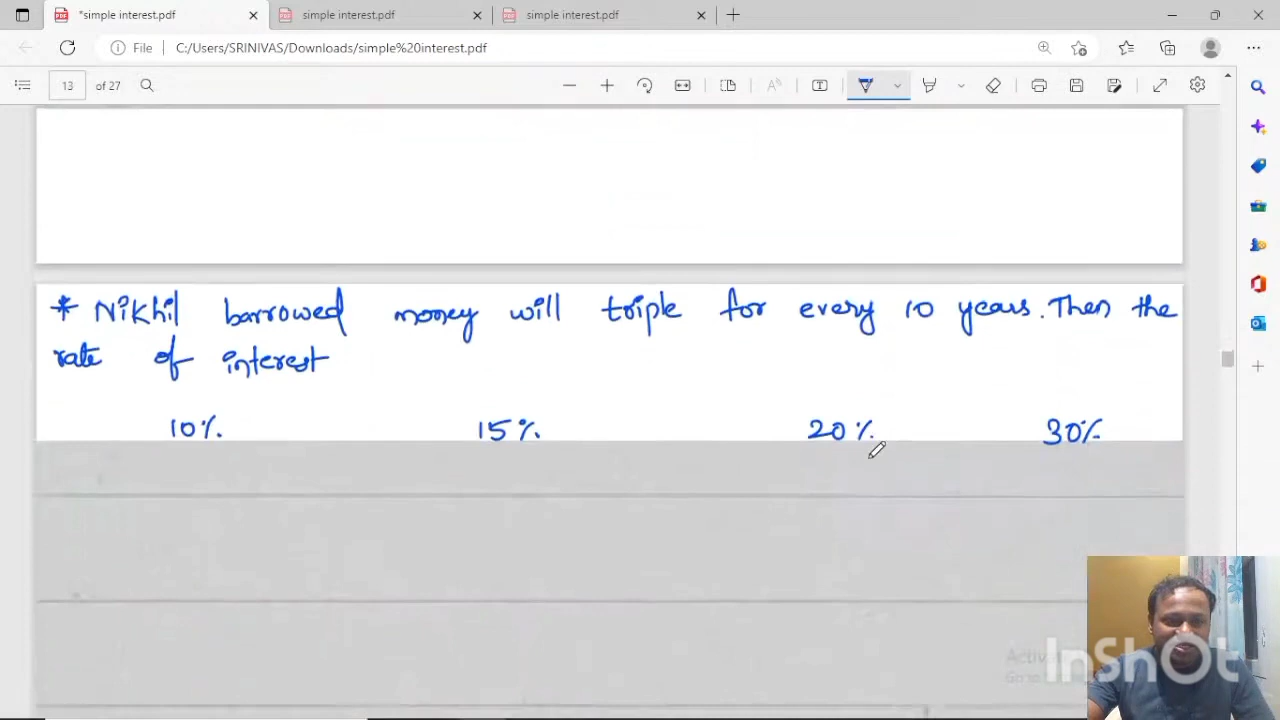 *simple interest.pdf
simple interest.pdf
simple interest.pdf
File C:/Users/SRINIVAS/Downloads/simple%20interest.pdf
13 of 27
* Nikhil borrowed money will triple for every 10 years. Then the
rate of interest
10% 15% 20% 30%
InShOt